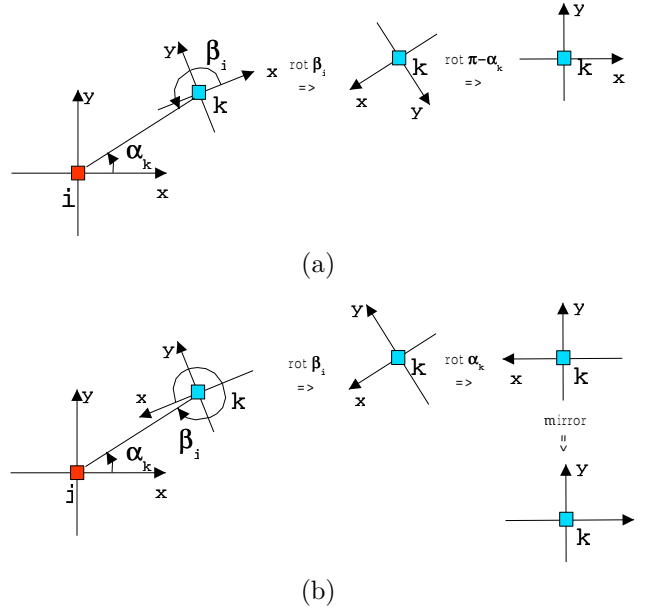 y
β_i
x
k
rot β_i
=>
k
x
y
rot π-α_k
=>
y
k
x
y
α_k
x
i
(a)
y
x
k
β_i
rot β_i
=>
y
k
x
rot α_k
=>
y
x
k
mirror
=>
y
k
y
α_k
x
j
(b)